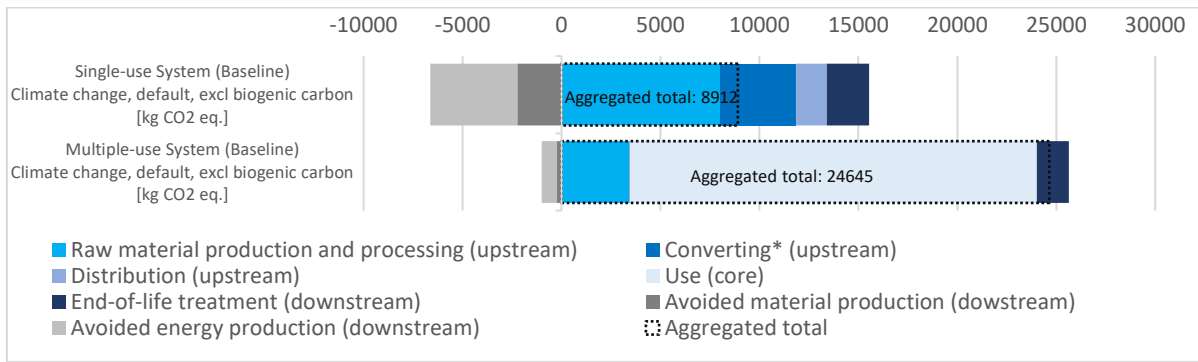 -10000 -5000 0 5000 10000 15000 20000 25000 30000
Single-use System (Baseline)
Climate change, default, excl biogenic carbon
[kg CO2 eq.]
Aggregated total: 8912
Multiple-use System (Baseline)
Climate change, default, excl biogenic carbon
[kg CO2 eq.]
Aggregated total: 24645
Raw material production and processing (upstream) Converting* (upstream)
Distribution (upstream) Use (core)
End-of-life treatment (downstream) Avoided material production (dowstream)
Avoided energy production (downstream) Aggregated total